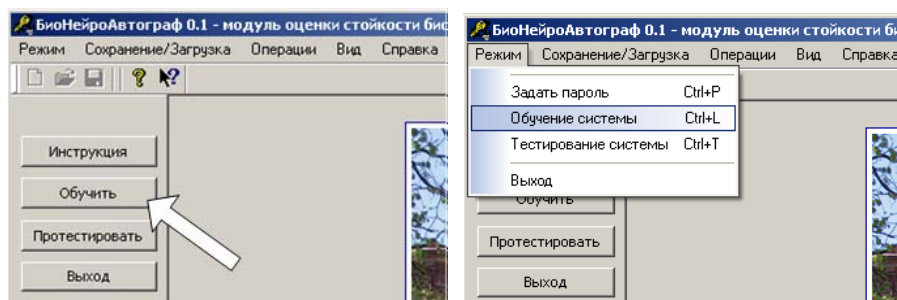 БиоНейроАвтограф 0.1 - модуль оценки стойкости бис
Режим Сохранение/Загрузка Операции Вид Справка
Инструкция
Обучить
Протестировать
Выход
БиоНейроАвтограф 0.1 - модуль оценки стойкости би
Режим Сохранение/Загрузка Операции Вид Справка
Задать пароль Ctrl+P
Обучение системы Ctrl+L
Тестирование системы Ctrl+T
Выход
Обучить
Протестировать
Выход